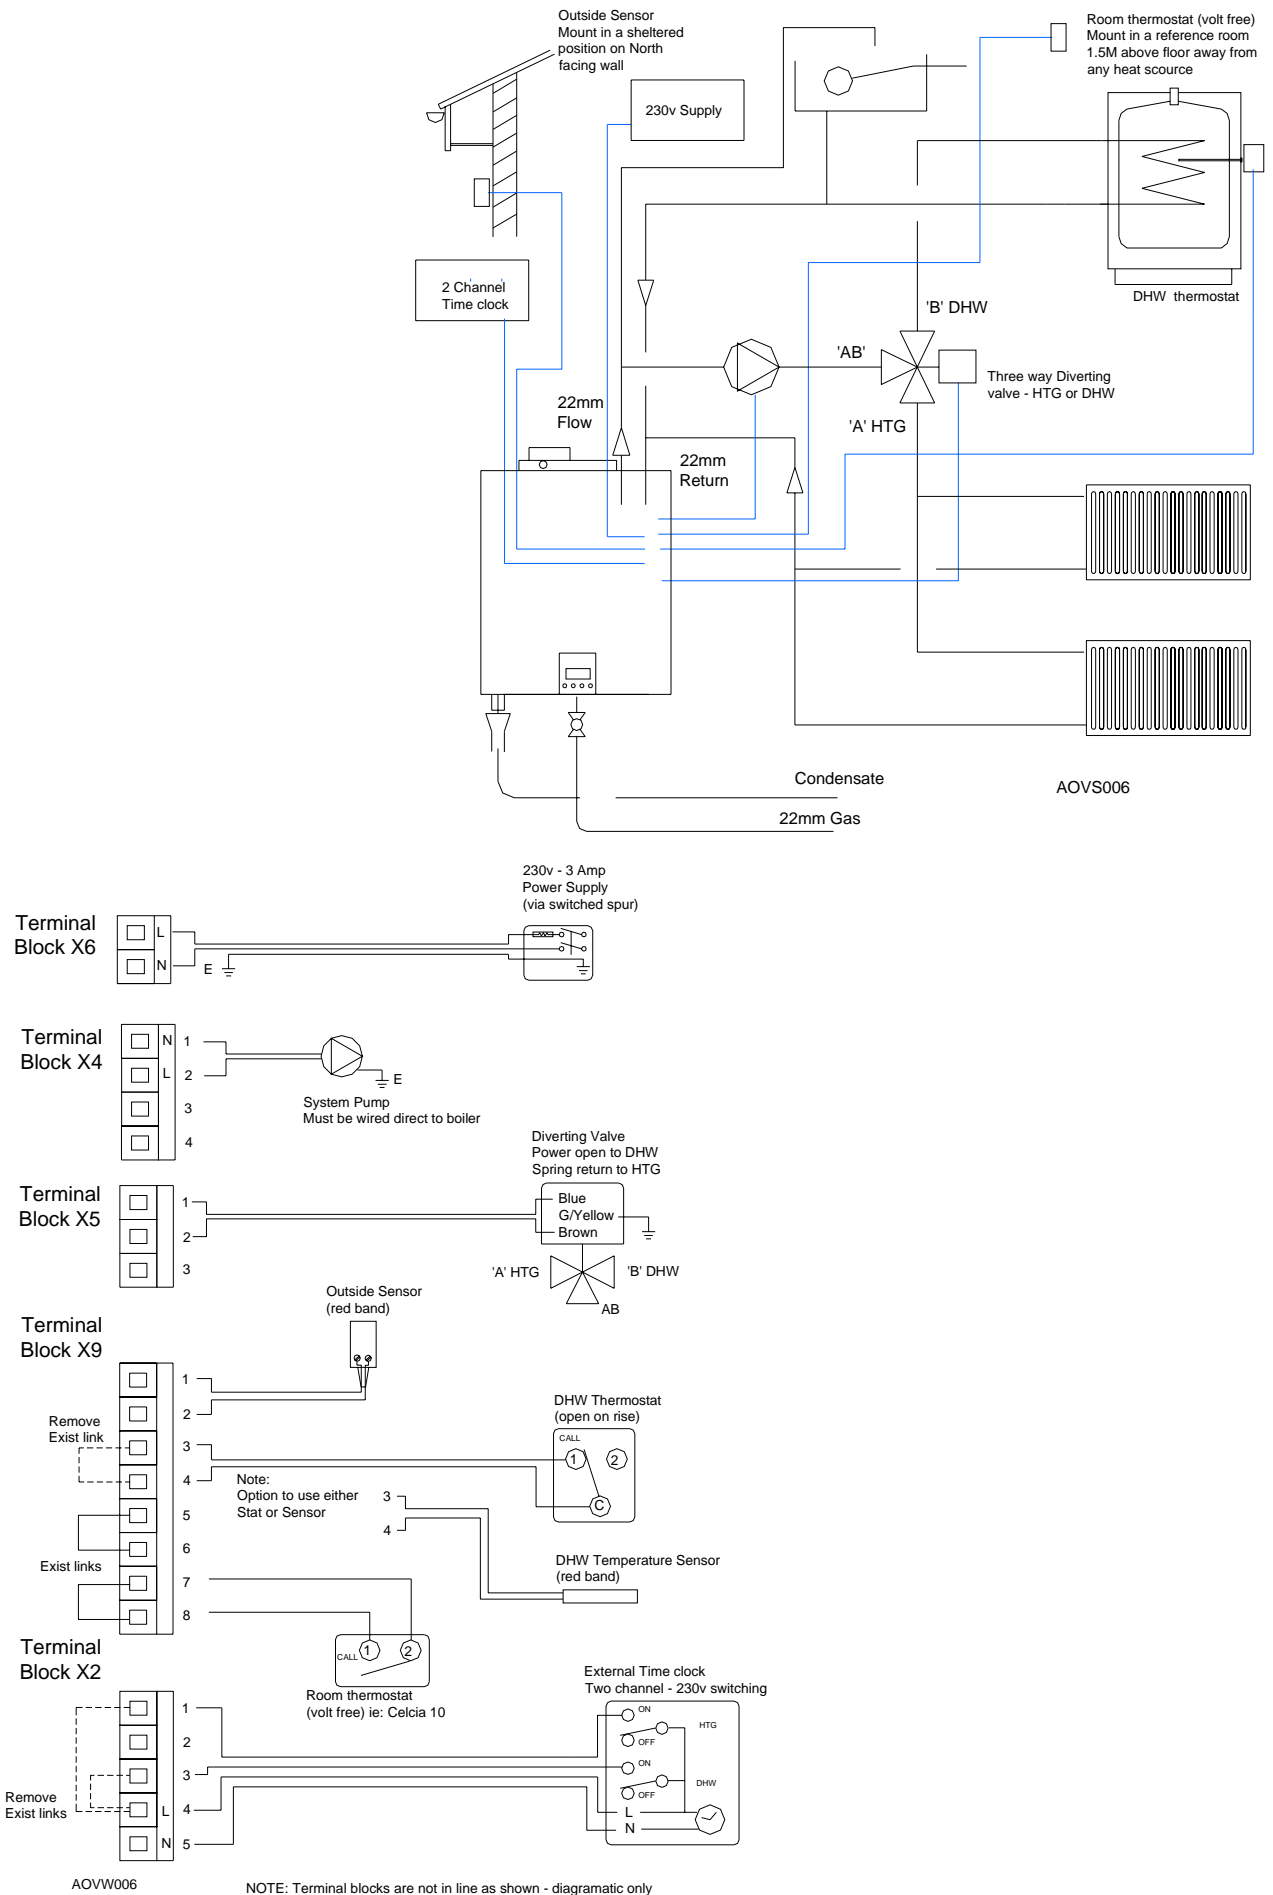 Outside Sensor
Mount in a sheltered
position on North
facing wall
Room thermostat (volt free)
Mount in a reference room
1.5M above floor away from
any heat scource
230v Supply
2 Channel
Time clock
DHW thermostat
'B' DHW
'AB'
Three way Diverting
valve - HTG or DHW
22mm
Flow
'A' HTG
22mm
Return
Condensate
AOVS006
22mm Gas
230v - 3 Amp
Power Supply
(via switched spur)
Terminal
Block X6
L
N
E
Terminal
Block X4
N 1
L 2
3
4
E
System Pump
Must be wired direct to boiler
Diverting Valve
Power open to DHW
Spring return to HTG
Terminal
Block X5
1
2
3
Blue
G/Yellow
Brown
'A' HTG
'B' DHW
AB
Outside Sensor
(red band)
Terminal
Block X9
1
2
3
4
5
6
7
8
Remove
Exist link
Exist links
DHW Thermostat
(open on rise)
CALL
1
2
C
Note:
Option to use either
Stat or Sensor
3
4
DHW Temperature Sensor
(red band)
CALL
1
2
Room thermostat
(volt free) ie: Celcia 10
Terminal
Block X2
1
2
3
L 4
N 5
Remove
Exist links
External Time clock
Two channel - 230v switching
ON
HTG
OFF
ON
DHW
OFF
L
N
AOVW006
NOTE: Terminal blocks are not in line as shown - diagramatic only